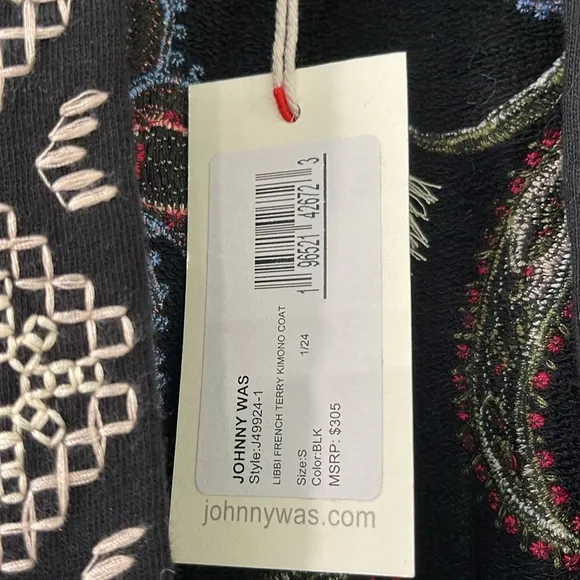 JOHNNY WAS
Style:J49924-1
LIBBI FRENCH TERRY KIMONO COAT
1/24
Size:S
Color:BLK
MSRP: $305
1 96521 42672 3
johnnywas.com